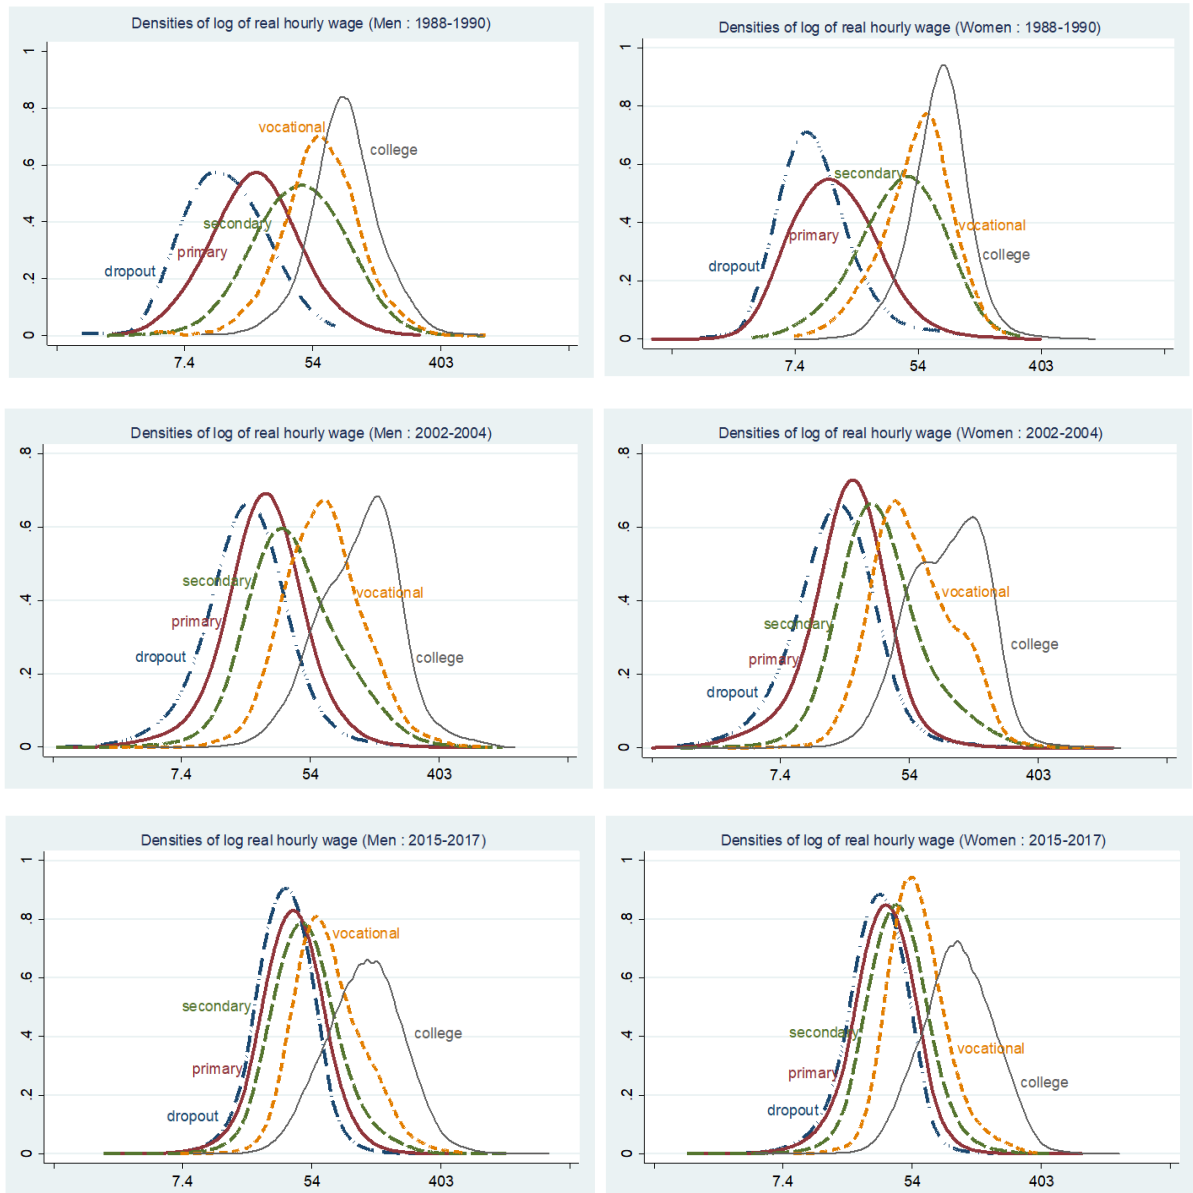 Densities of log of real hourly wage (Men : 1988-1990)
1
.8
.6
.4
.2
0
vocational
college
secondary
primary
dropout
7.4 54 403
Densities of log of real hourly wage (Women : 1988-1990)
1
.8
.6
.4
.2
0
secondary
vocational
primary
college
dropout
7.4 54 403
Densities of log of real hourly wage (Men : 2002-2004)
.8
.6
.4
.2
0
secondary
vocational
primary
dropout
college
7.4 54 403
Densities of log of real hourly wage (Women : 2002-2004)
.8
.6
.4
.2
0
vocational
secondary
college
primary
dropout
7.4 54 403
Densities of log real hourly wage (Men : 2015-2017)
1
.8
.6
.4
.2
0
vocational
secondary
college
primary
dropout
7.4 54 403
Densities of log of real hourly wage (Women : 2015-2017)
1
.8
.6
.4
.2
0
secondary
vocational
primary
college
dropout
7.4 54 403